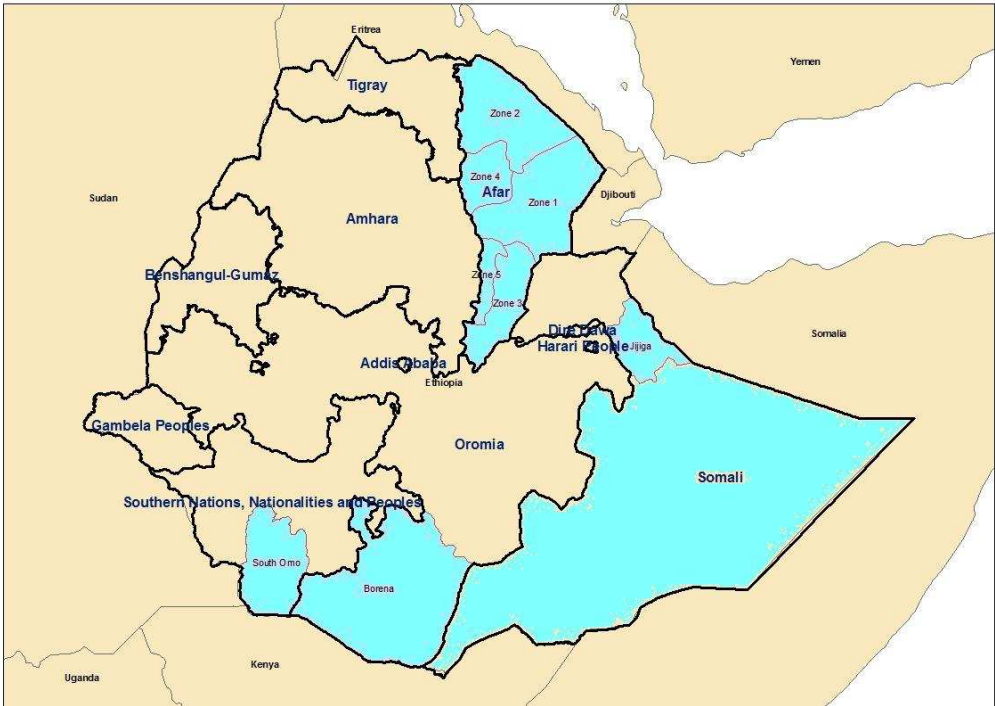 Eritrea
Yemen
Tigray
Zone 2
Zone 4
Afar
Zone 1
Djibouti
Sudan
Amhara
Benshangul-Gumaz
Zone 5
Zone 3
Dire Dawa
Somalia
Harari People
Jijiga
Addis Ababa
Ethiopia
Gambela Peoples
Oromia
Somali
Southern Nations, Nationalities and Peoples
South Omo
Borena
Kenya
Uganda